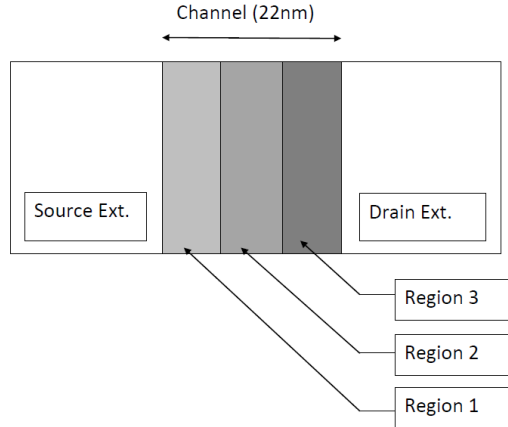 Channel (22nm)
Source Ext.
Drain Ext.
Region 3
Region 2
Region 1